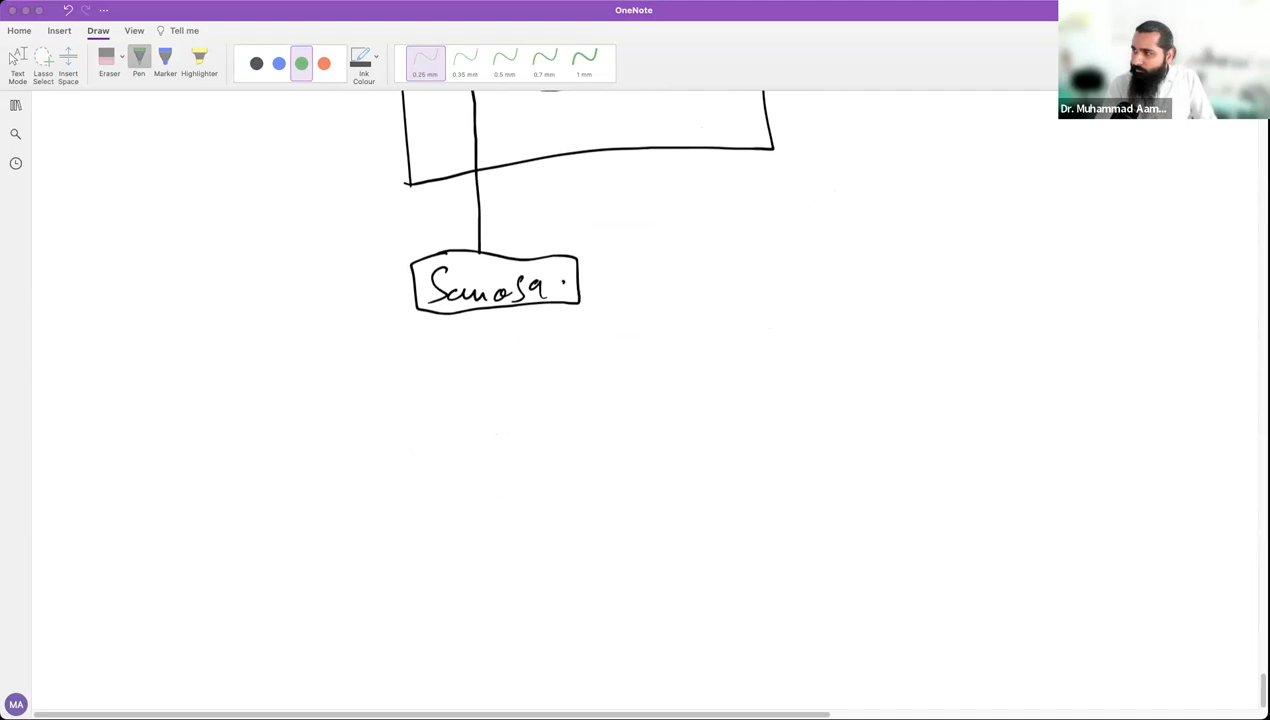 OneNote
Home Insert Draw View Tell me
Text Mode
Lasso Select
Insert Space
Eraser
Pen
Marker
Highlighter
Ink Colour
0.25 mm
0.35 mm
0.5 mm
0.7 mm
1 mm
Dr. Muhammad Aam...
Samosa
MA